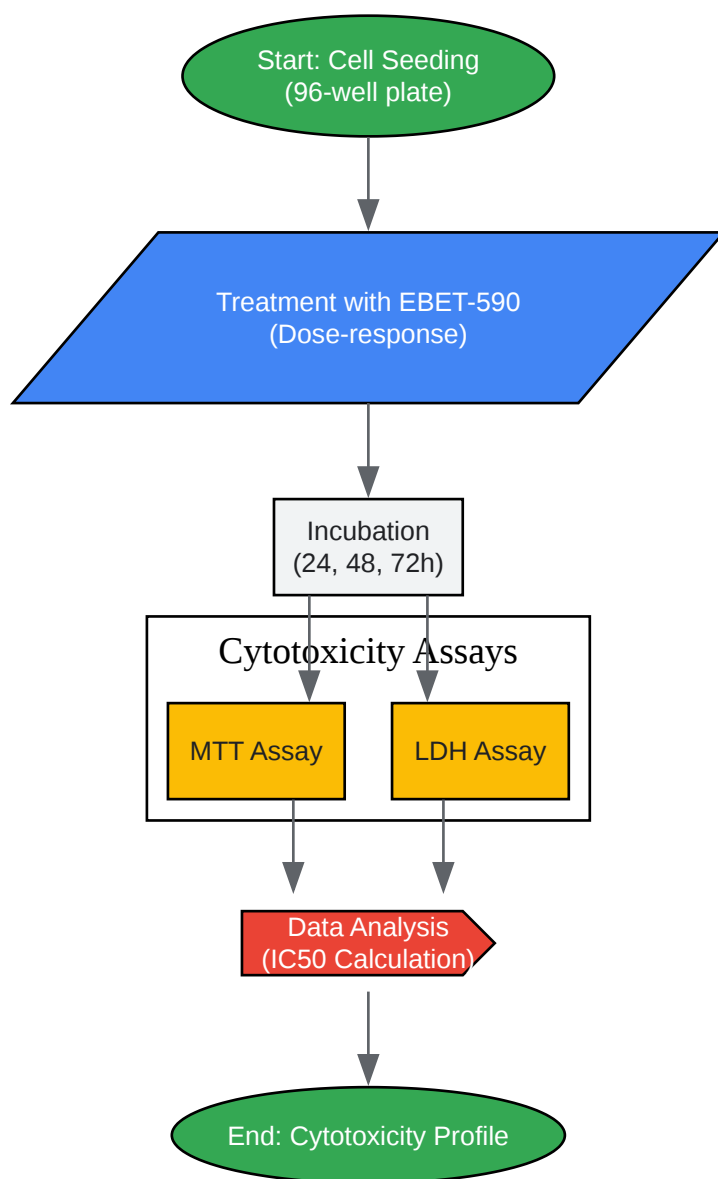 Start: Cell Seeding
(96-well plate)
Treatment with EBET-590
(Dose-response)
Incubation
(24, 48, 72h)
Cytotoxicity Assays
MTT Assay
LDH Assay
Data Analysis
(IC50 Calculation)
End: Cytotoxicity Profile